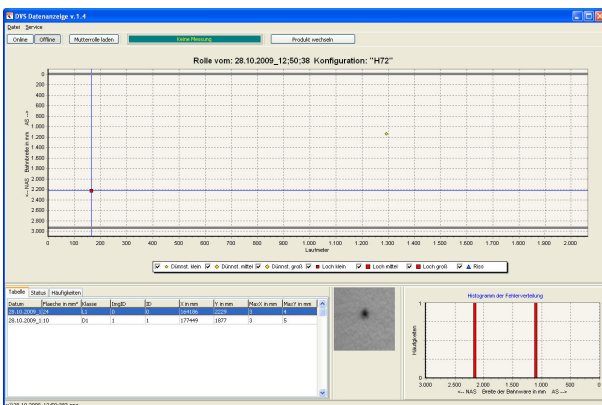 DVS Datenanzeige v.1.4
Datei Service
Online Offline Mutterrolle laden Keine Messung Produkt wechseln
Rolle vom: 28.10.2009_12;50;38 Konfiguration: "H72"
<-- NAS Bahnbreite in mm AS -->
0
200
400
600
800
1.000
1.200
1.400
1.600
1.800
2.000
2.200
2.400
2.600
2.800
3.000
0 100 200 300 400 500 600 700 800 900 1.000 1.100 1.200 1.300 1.400 1.500 1.600 1.700 1.800 1.900 2.000
Laufmeter
Dünnst. klein Dünnst. mittel Dünnst. groß Loch klein Loch mittel Loch groß Riss
Tabelle Status Häufigkeiten
Datum Flaeche in mm² Klasse ImgID ID X in mm Y in mm MaxX in mm MaxY in mm
28.10.2009_1 24 L1 0 0 164186 2229 3 4
28.10.2009_1 10 D1 1 1 3 5
Histogramm der Fehlerverteilung
Häufigkeiten
1
0
3.000 2.500 2.000 1.500 1.000 500 0
<-- NAS Breite der Bahnware in mm AS -->